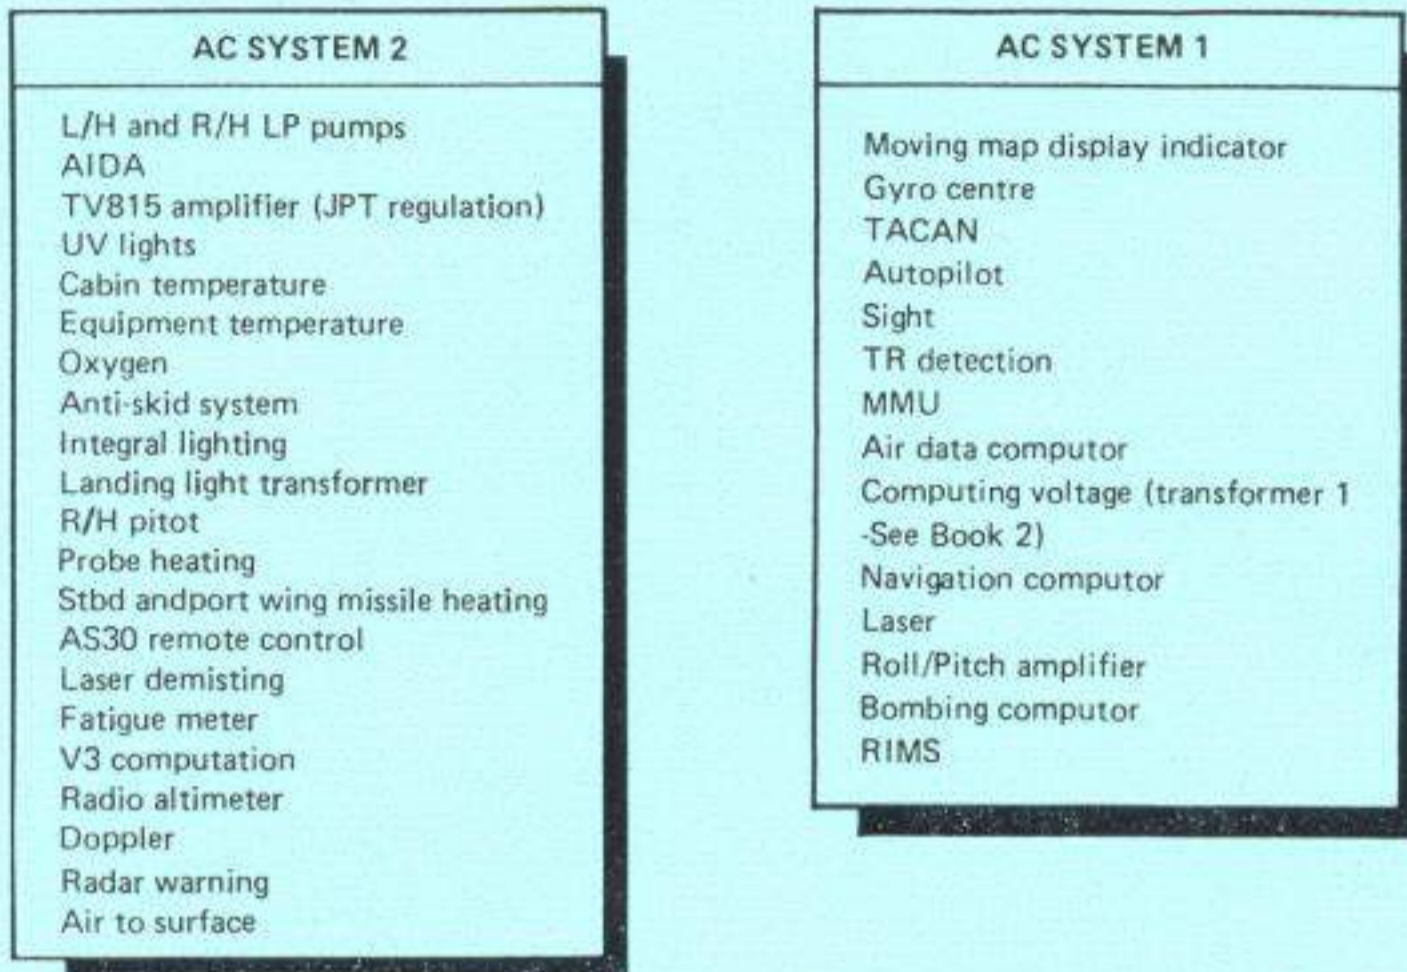 AC SYSTEM 2
L/H and R/H LP pumps
AIDA
TV815 amplifier (JPT regulation)
UV lights
Cabin temperature
Equipment temperature
Oxygen
Anti-skid system
Integral lighting
Landing light transformer
R/H pitot
Probe heating
Stbd andport wing missile heating
AS30 remote control
Laser demisting
Fatigue meter
V3 computation
Radio altimeter
Doppler
Radar warning
Air to surface
AC SYSTEM 1
Moving map display indicator
Gyro centre
TACAN
Autopilot
Sight
TR detection
MMU
Air data computor
Computing voltage (transformer 1
-See Book 2)
Navigation computor
Laser
Roll/Pitch amplifier
Bombing computor
RIMS